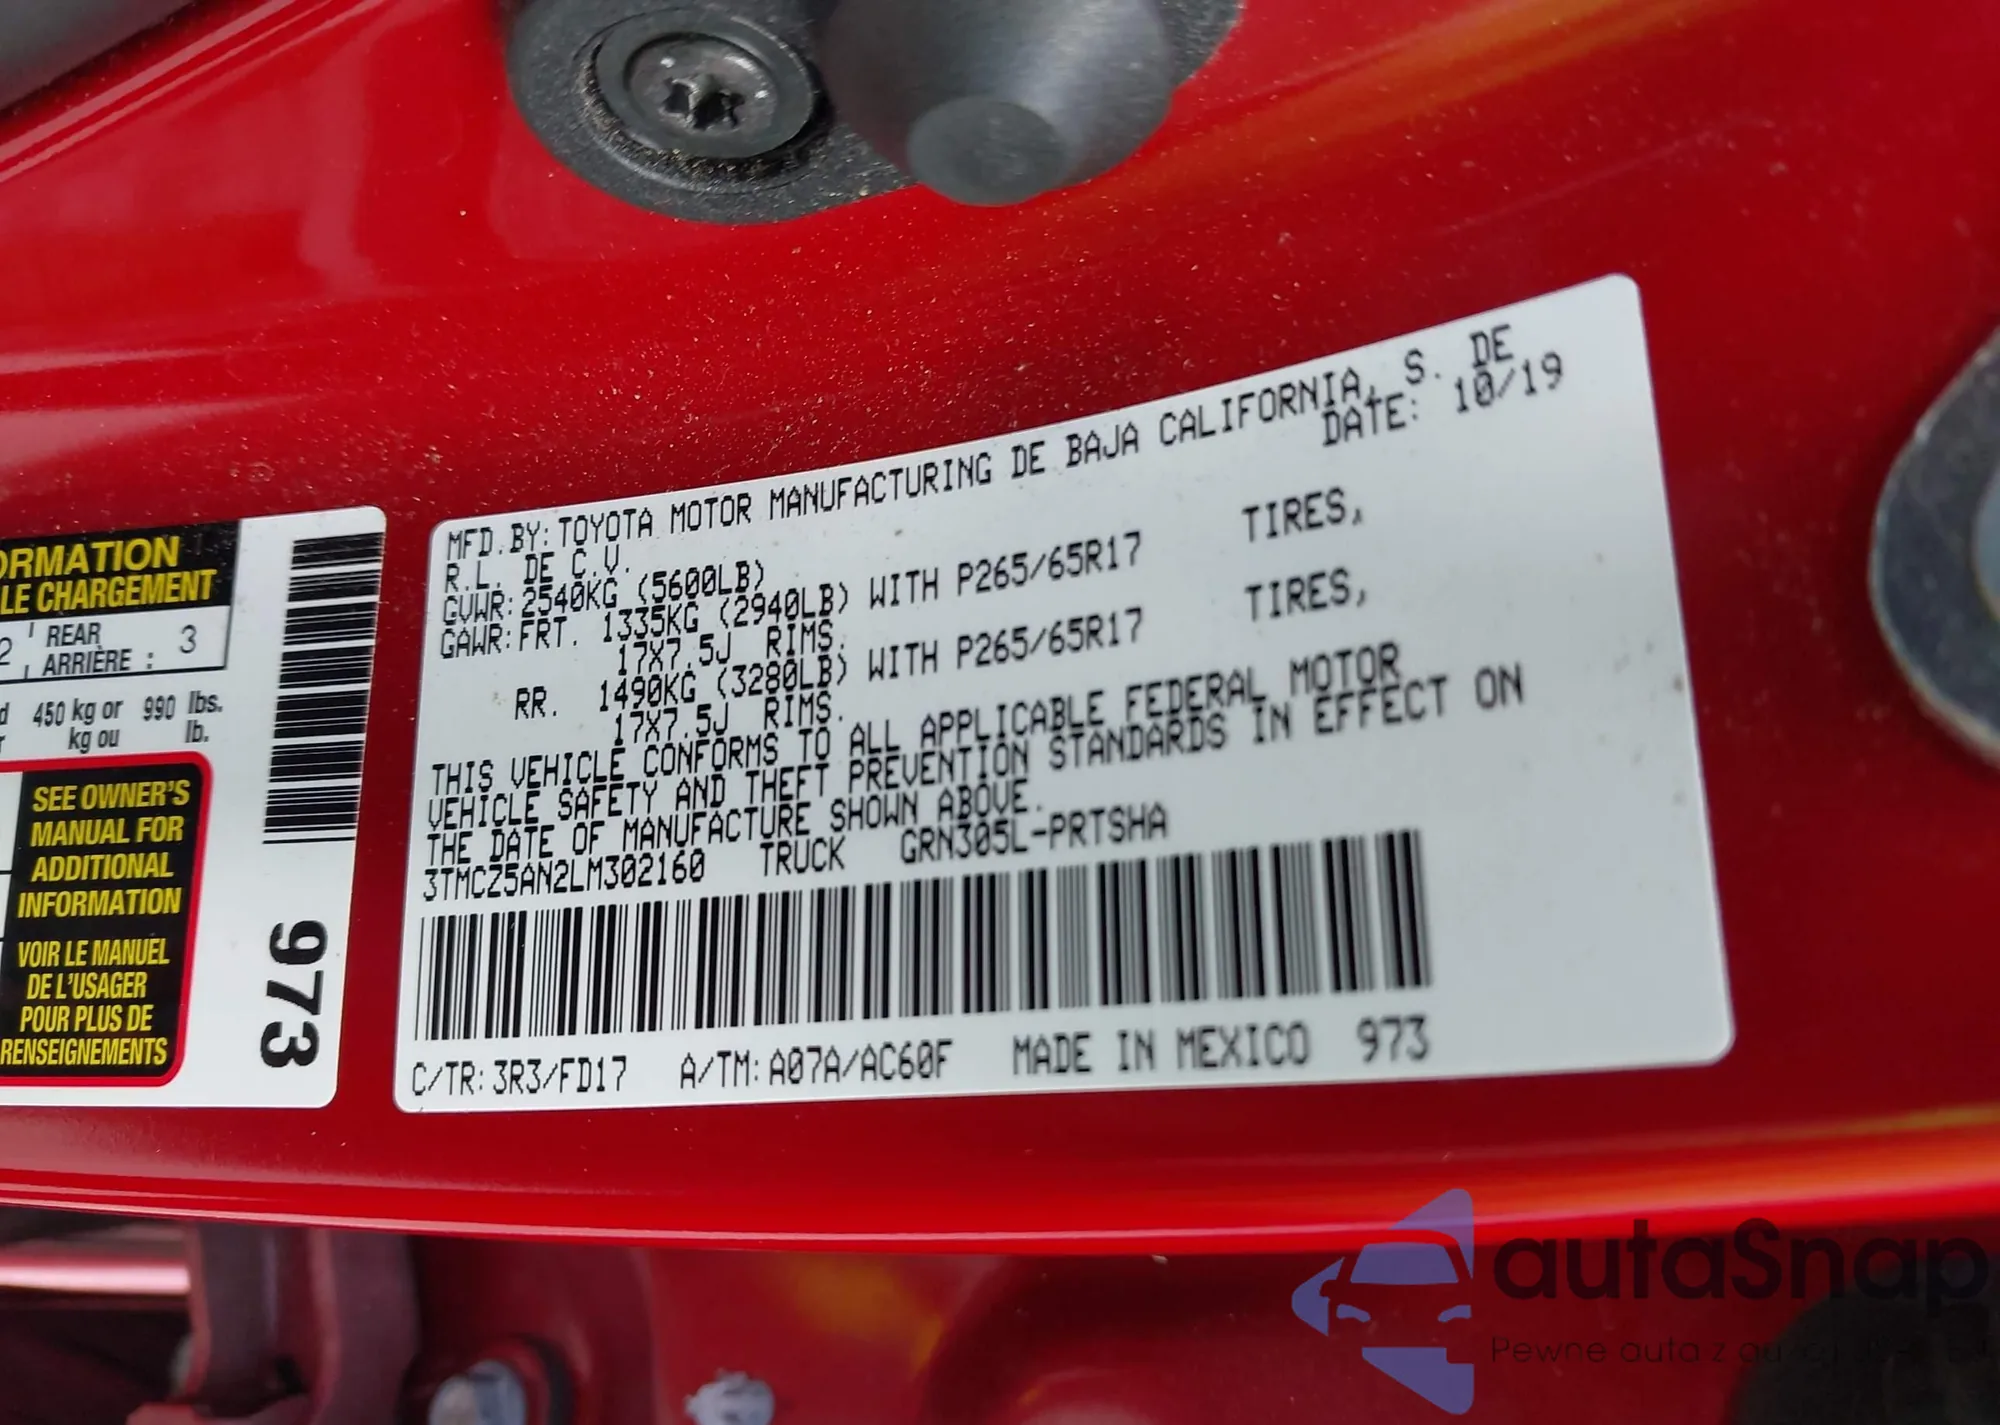 ORMATION
LE CHARGEMENT
2 REAR
ARRIÈRE : 3
450 kg or 990 lbs.
kg ou lb.
SEE OWNER'S
MANUAL FOR
ADDITIONAL
INFORMATION
VOIR LE MANUEL
DE L'USAGER
POUR PLUS DE
RENSEIGNEMENTS
973
MFD.BY:TOYOTA MOTOR MANUFACTURING DE BAJA CALIFORNIA, S. DE
R.L. DE C.V. DATE: 10/19
GVWR:2540KG (5600LB)
GAWR:FRT. 1335KG (2940LB) WITH P265/65R17 TIRES,
17X7.5J RIMS.
RR. 1490KG (3280LB) WITH P265/65R17 TIRES,
17X7.5J RIMS.
THIS VEHICLE CONFORMS TO ALL APPLICABLE FEDERAL MOTOR
VEHICLE SAFETY AND THEFT PREVENTION STANDARDS IN EFFECT ON
THE DATE OF MANUFACTURE SHOWN ABOVE.
3TMCZ5AN2LM302160 TRUCK GRN305L-PRTSHA
C/TR:3R3/FD17 A/TM:A07A/AC60F MADE IN MEXICO 973
autaSnap
Pewne auta z